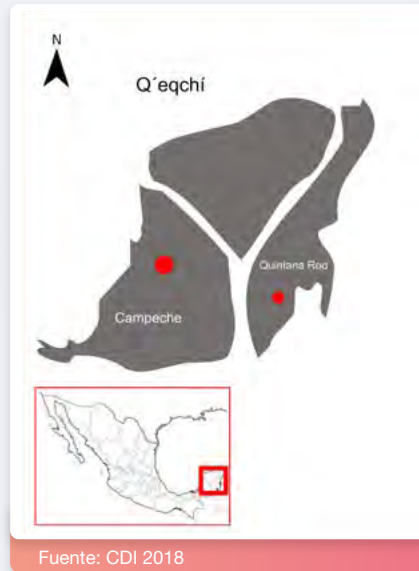 N
Q´eqchí
Quintana Roo
Campeche
Fuente: CDI 2018